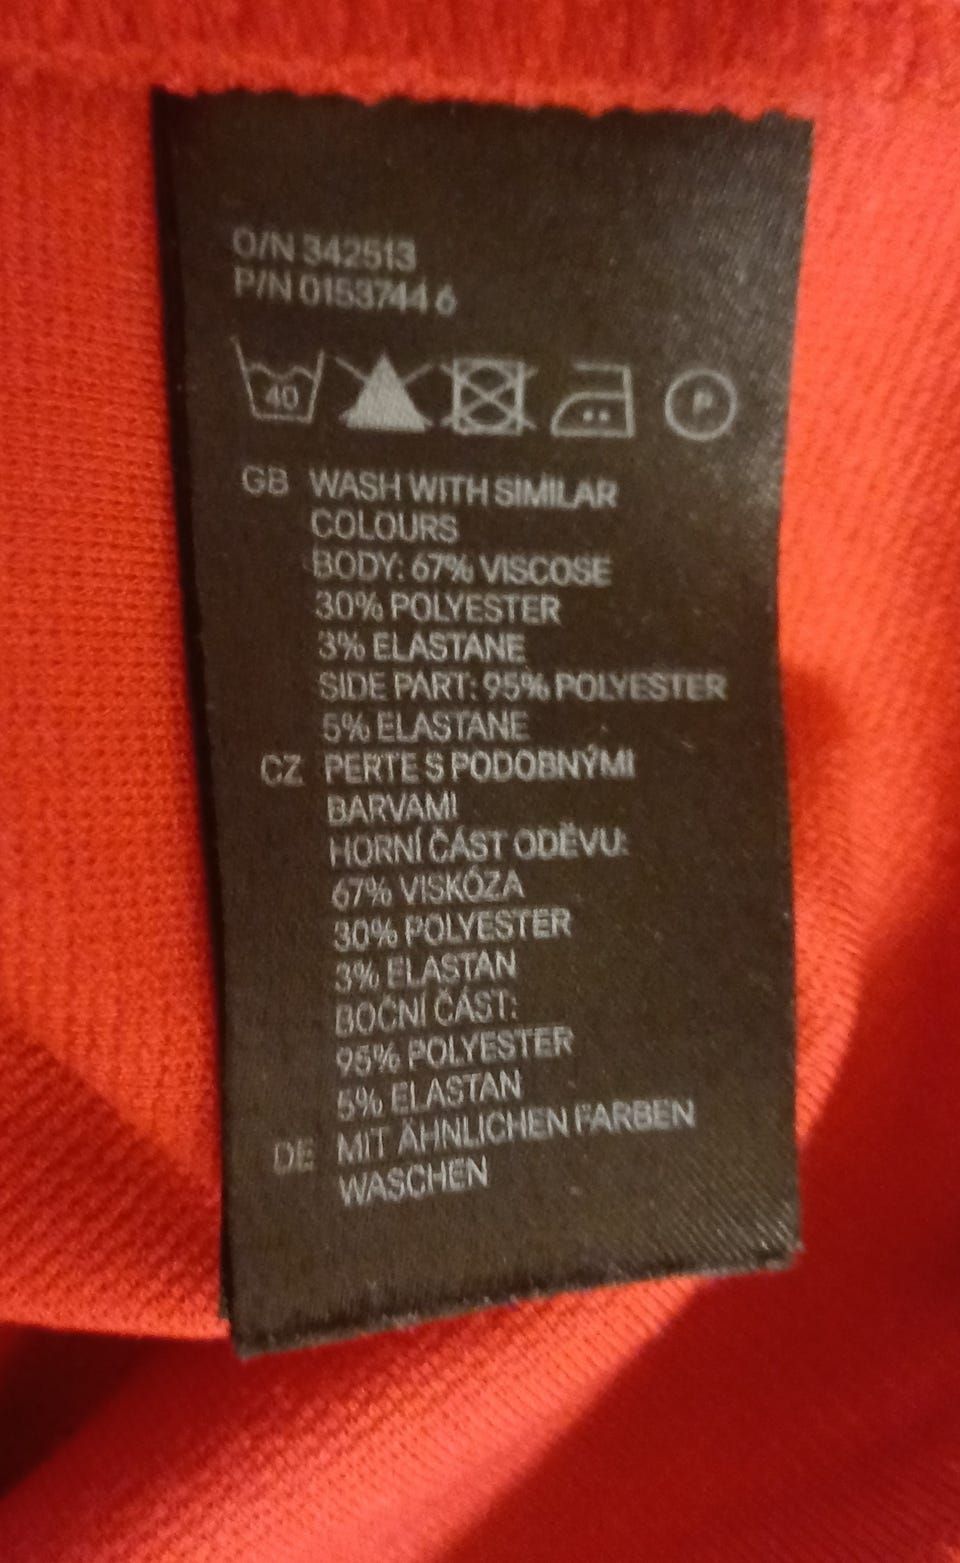 O/N 342513
P/N 0153744 6
40 P
GB WASH WITH SIMILAR
COLOURS
BODY: 67% VISCOSE
30% POLYESTER
3% ELASTANE
SIDE PART: 95% POLYESTER
5% ELASTANE
CZ PERTE S PODOBNÝMI
BARVAMI
HORNÍ ČÁST ODĚVU:
67% VISKÓZA
30% POLYESTER
3% ELASTAN
BOČNÍ ČÁST:
95% POLYESTER
5% ELASTAN
DE MIT ÄHNLICHEN FARBEN
WASCHEN